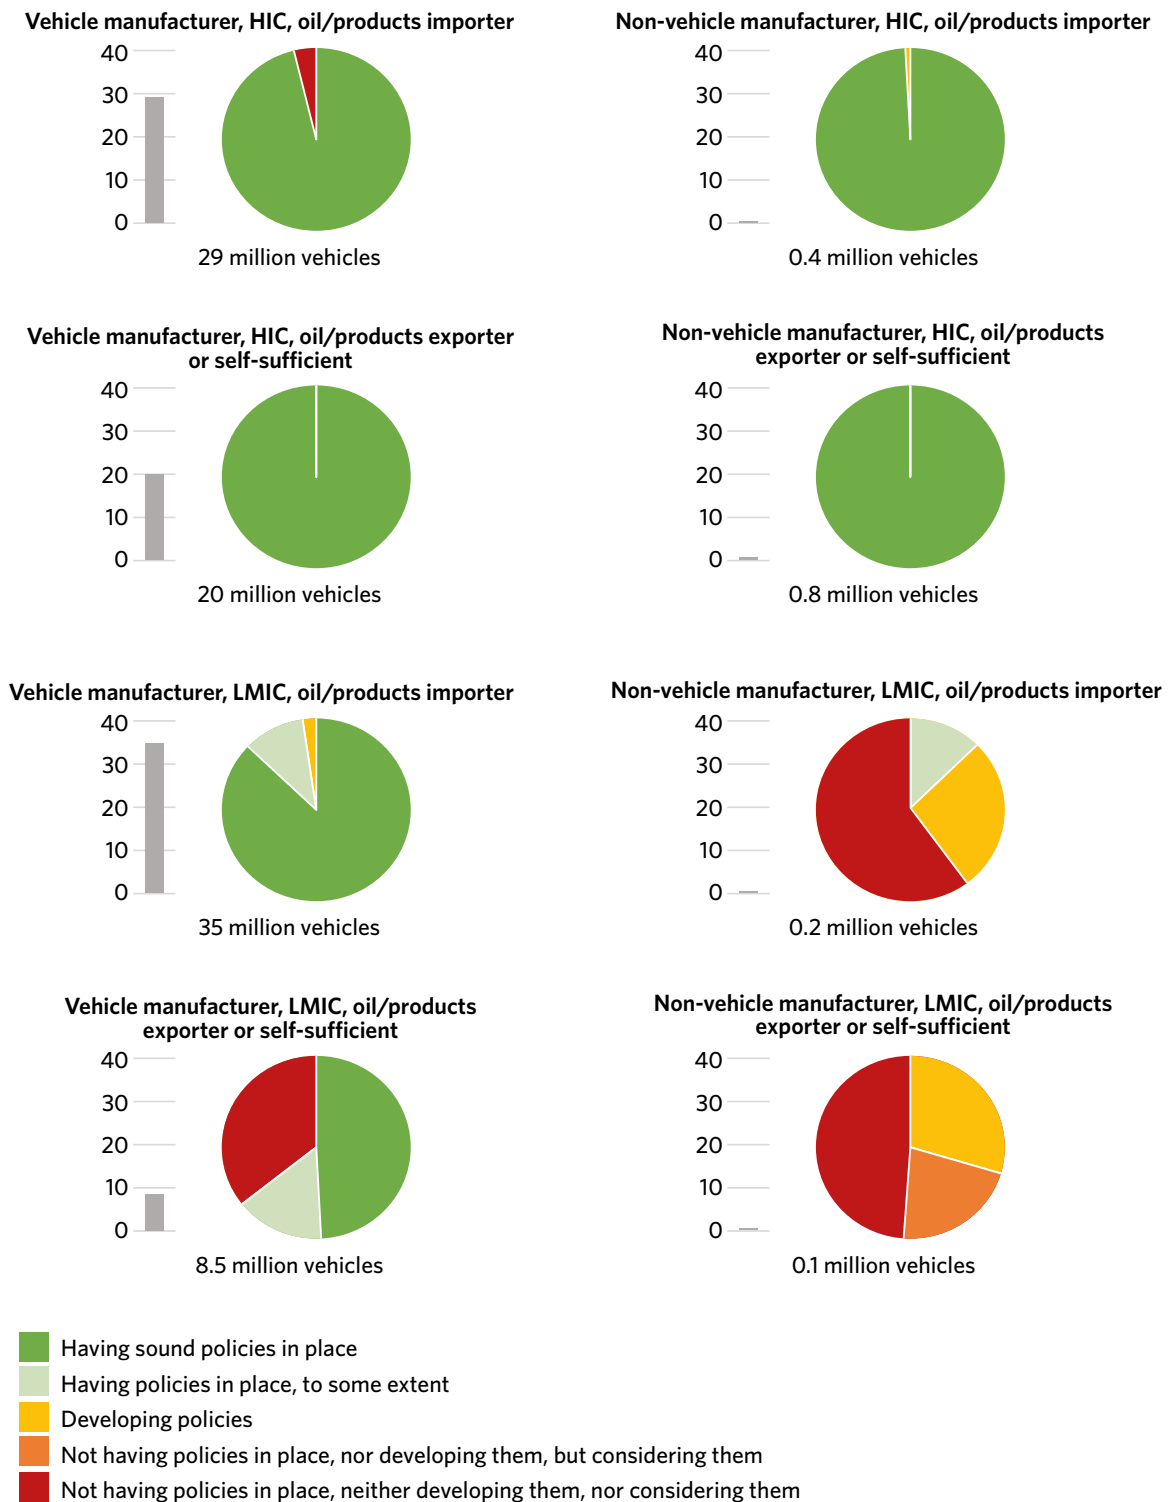 Vehicle manufacturer, HIC, oil/products importer
40
30
20
10
0
29 million vehicles
Non-vehicle manufacturer, HIC, oil/products importer
40
30
20
10
0
0.4 million vehicles
Vehicle manufacturer, HIC, oil/products exporter
or self-sufficient
40
30
20
10
0
20 million vehicles
Non-vehicle manufacturer, HIC, oil/products
exporter or self-sufficient
40
30
20
10
0
0.8 million vehicles
Vehicle manufacturer, LMIC, oil/products importer
40
30
20
10
0
35 million vehicles
Non-vehicle manufacturer, LMIC, oil/products importer
40
30
20
10
0
0.2 million vehicles
Vehicle manufacturer, LMIC, oil/products
exporter or self-sufficient
40
30
20
10
0
8.5 million vehicles
Non-vehicle manufacturer, LMIC, oil/products
exporter or self-sufficient
40
30
20
10
0
0.1 million vehicles
Having sound policies in place
Having policies in place, to some extent
Developing policies
Not having policies in place, nor developing them, but considering them
Not having policies in place, neither developing them, nor considering them